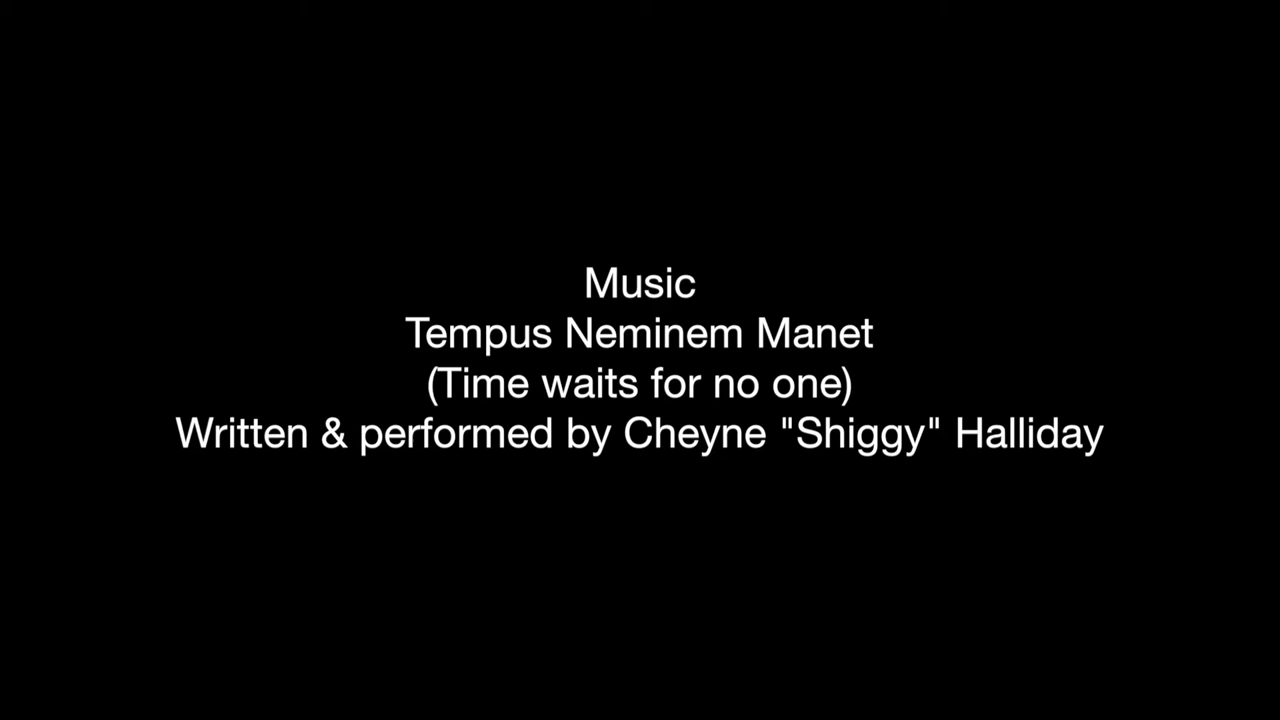 Music
Tempus Neminem Manet
(Time waits for no one)
Written & performed by Cheyne "Shiggy" Halliday